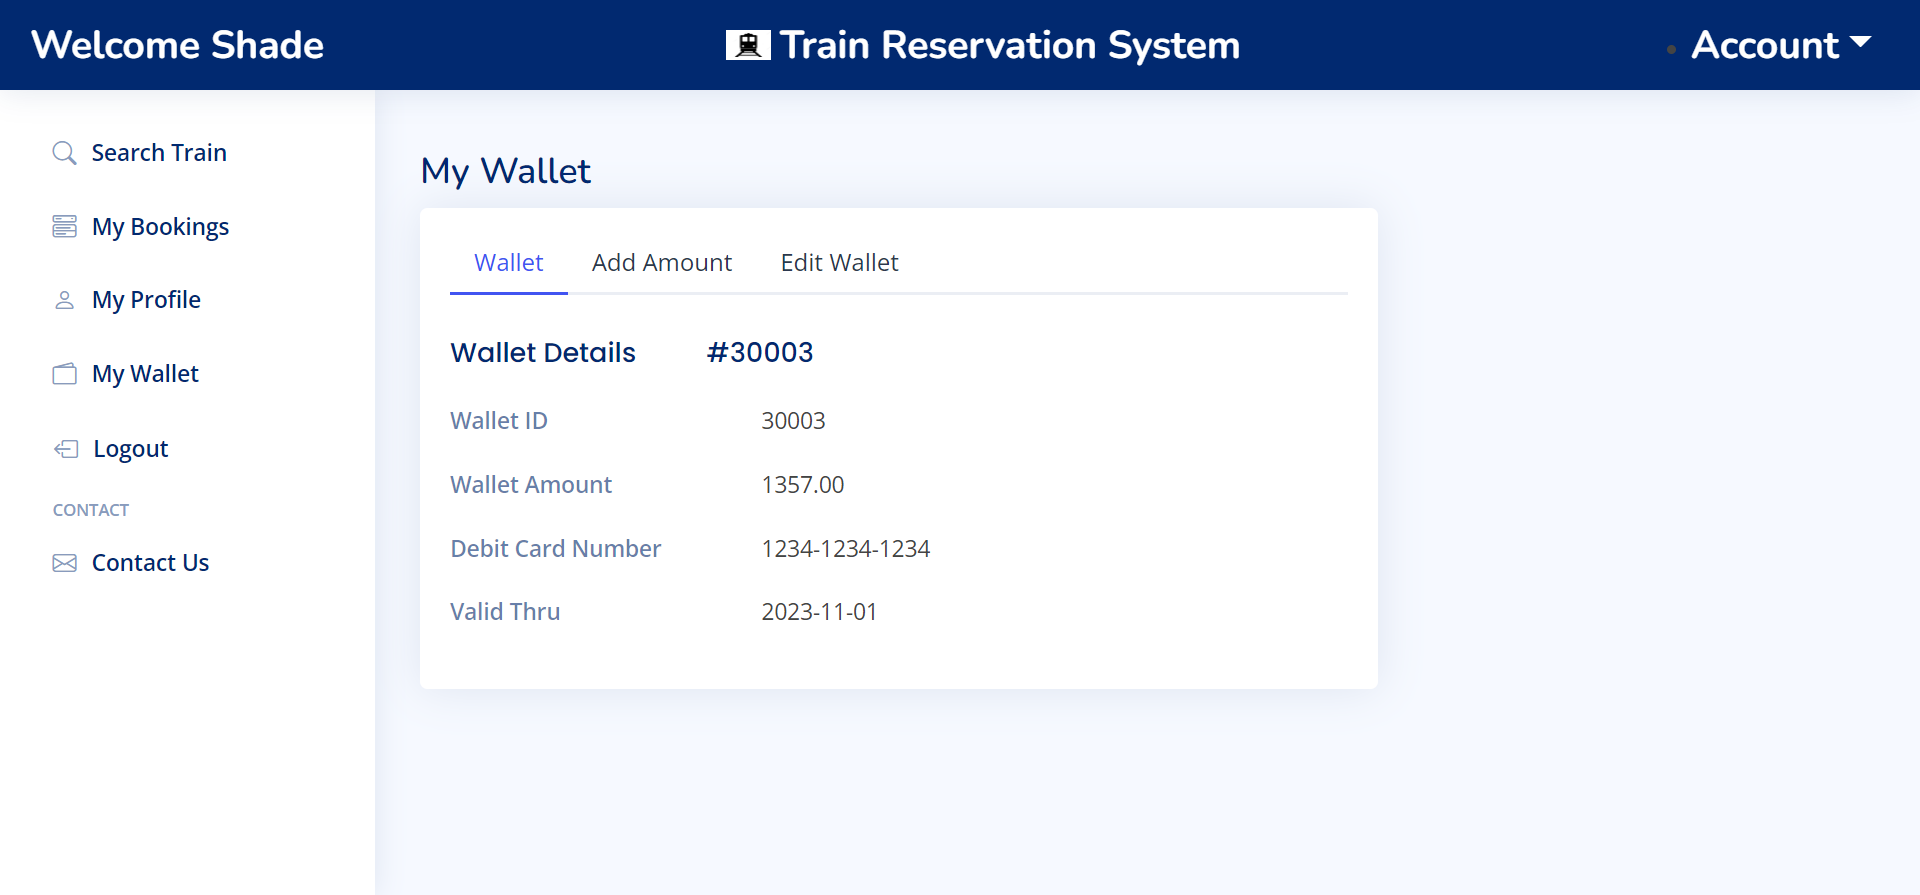 Welcome Shade
Train Reservation System
Account
Search Train
My Bookings
My Profile
My Wallet
Logout
CONTACT
Contact Us
My Wallet
Wallet Add Amount Edit Wallet
Wallet Details #30003
Wallet ID 30003
Wallet Amount 1357.00
Debit Card Number 1234-1234-1234
Valid Thru 2023-11-01